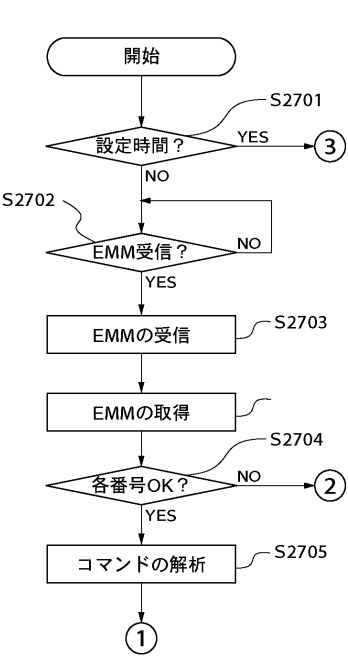 開始
S2701
設定時間？
YES
3
NO
S2702
EMM受信？
NO
YES
EMMの受信
S2703
EMMの取得
S2704
各番号OK？
NO
2
YES
コマンドの解析
S2705
1